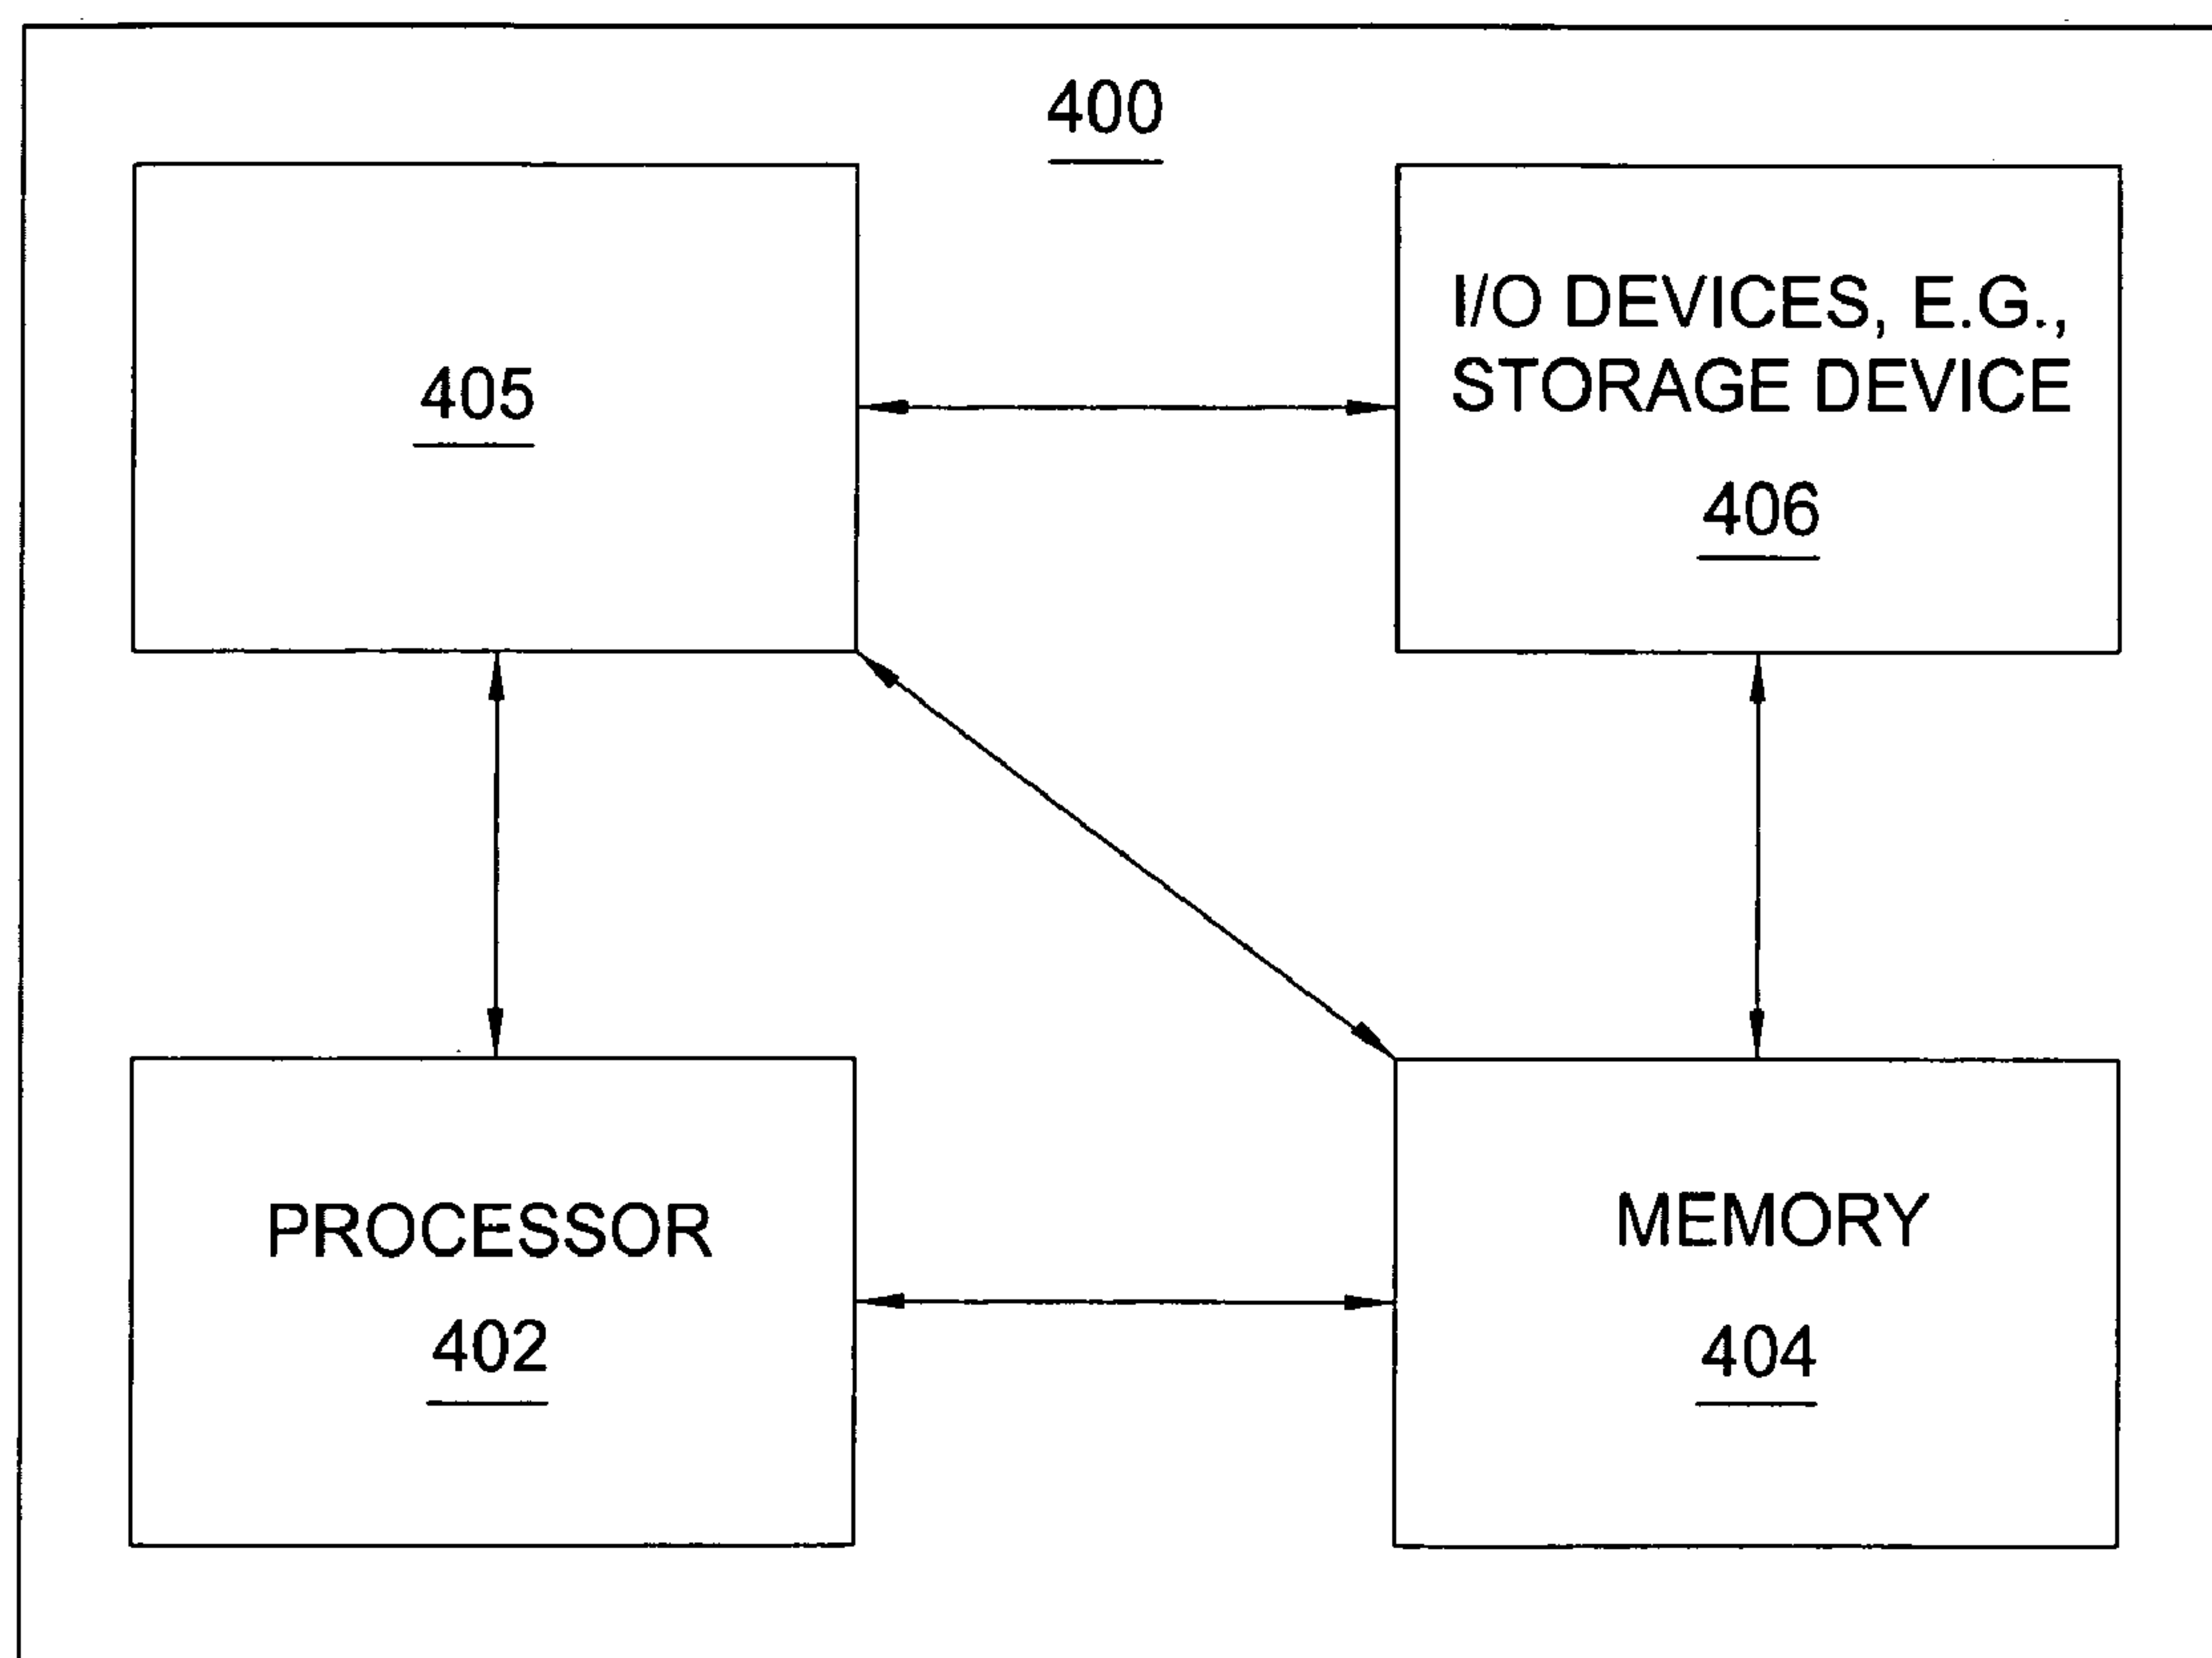 400
405
I/O DEVICES, E.G.,
STORAGE DEVICE
406
PROCESSOR
402
MEMORY
404